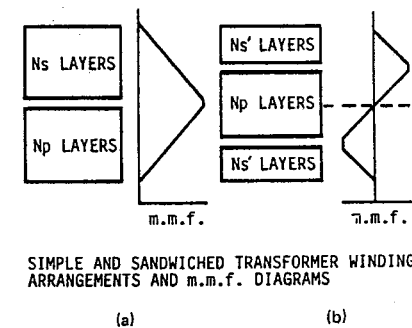 Ns LAYERS
Np LAYERS
m.m.f.
Ns' LAYERS
Np LAYERS
Ns' LAYERS
m.m.f.
SIMPLE AND SANDWICHED TRANSFORMER WINDING
ARRANGEMENTS AND m.m.f. DIAGRAMS
(a)
(b)